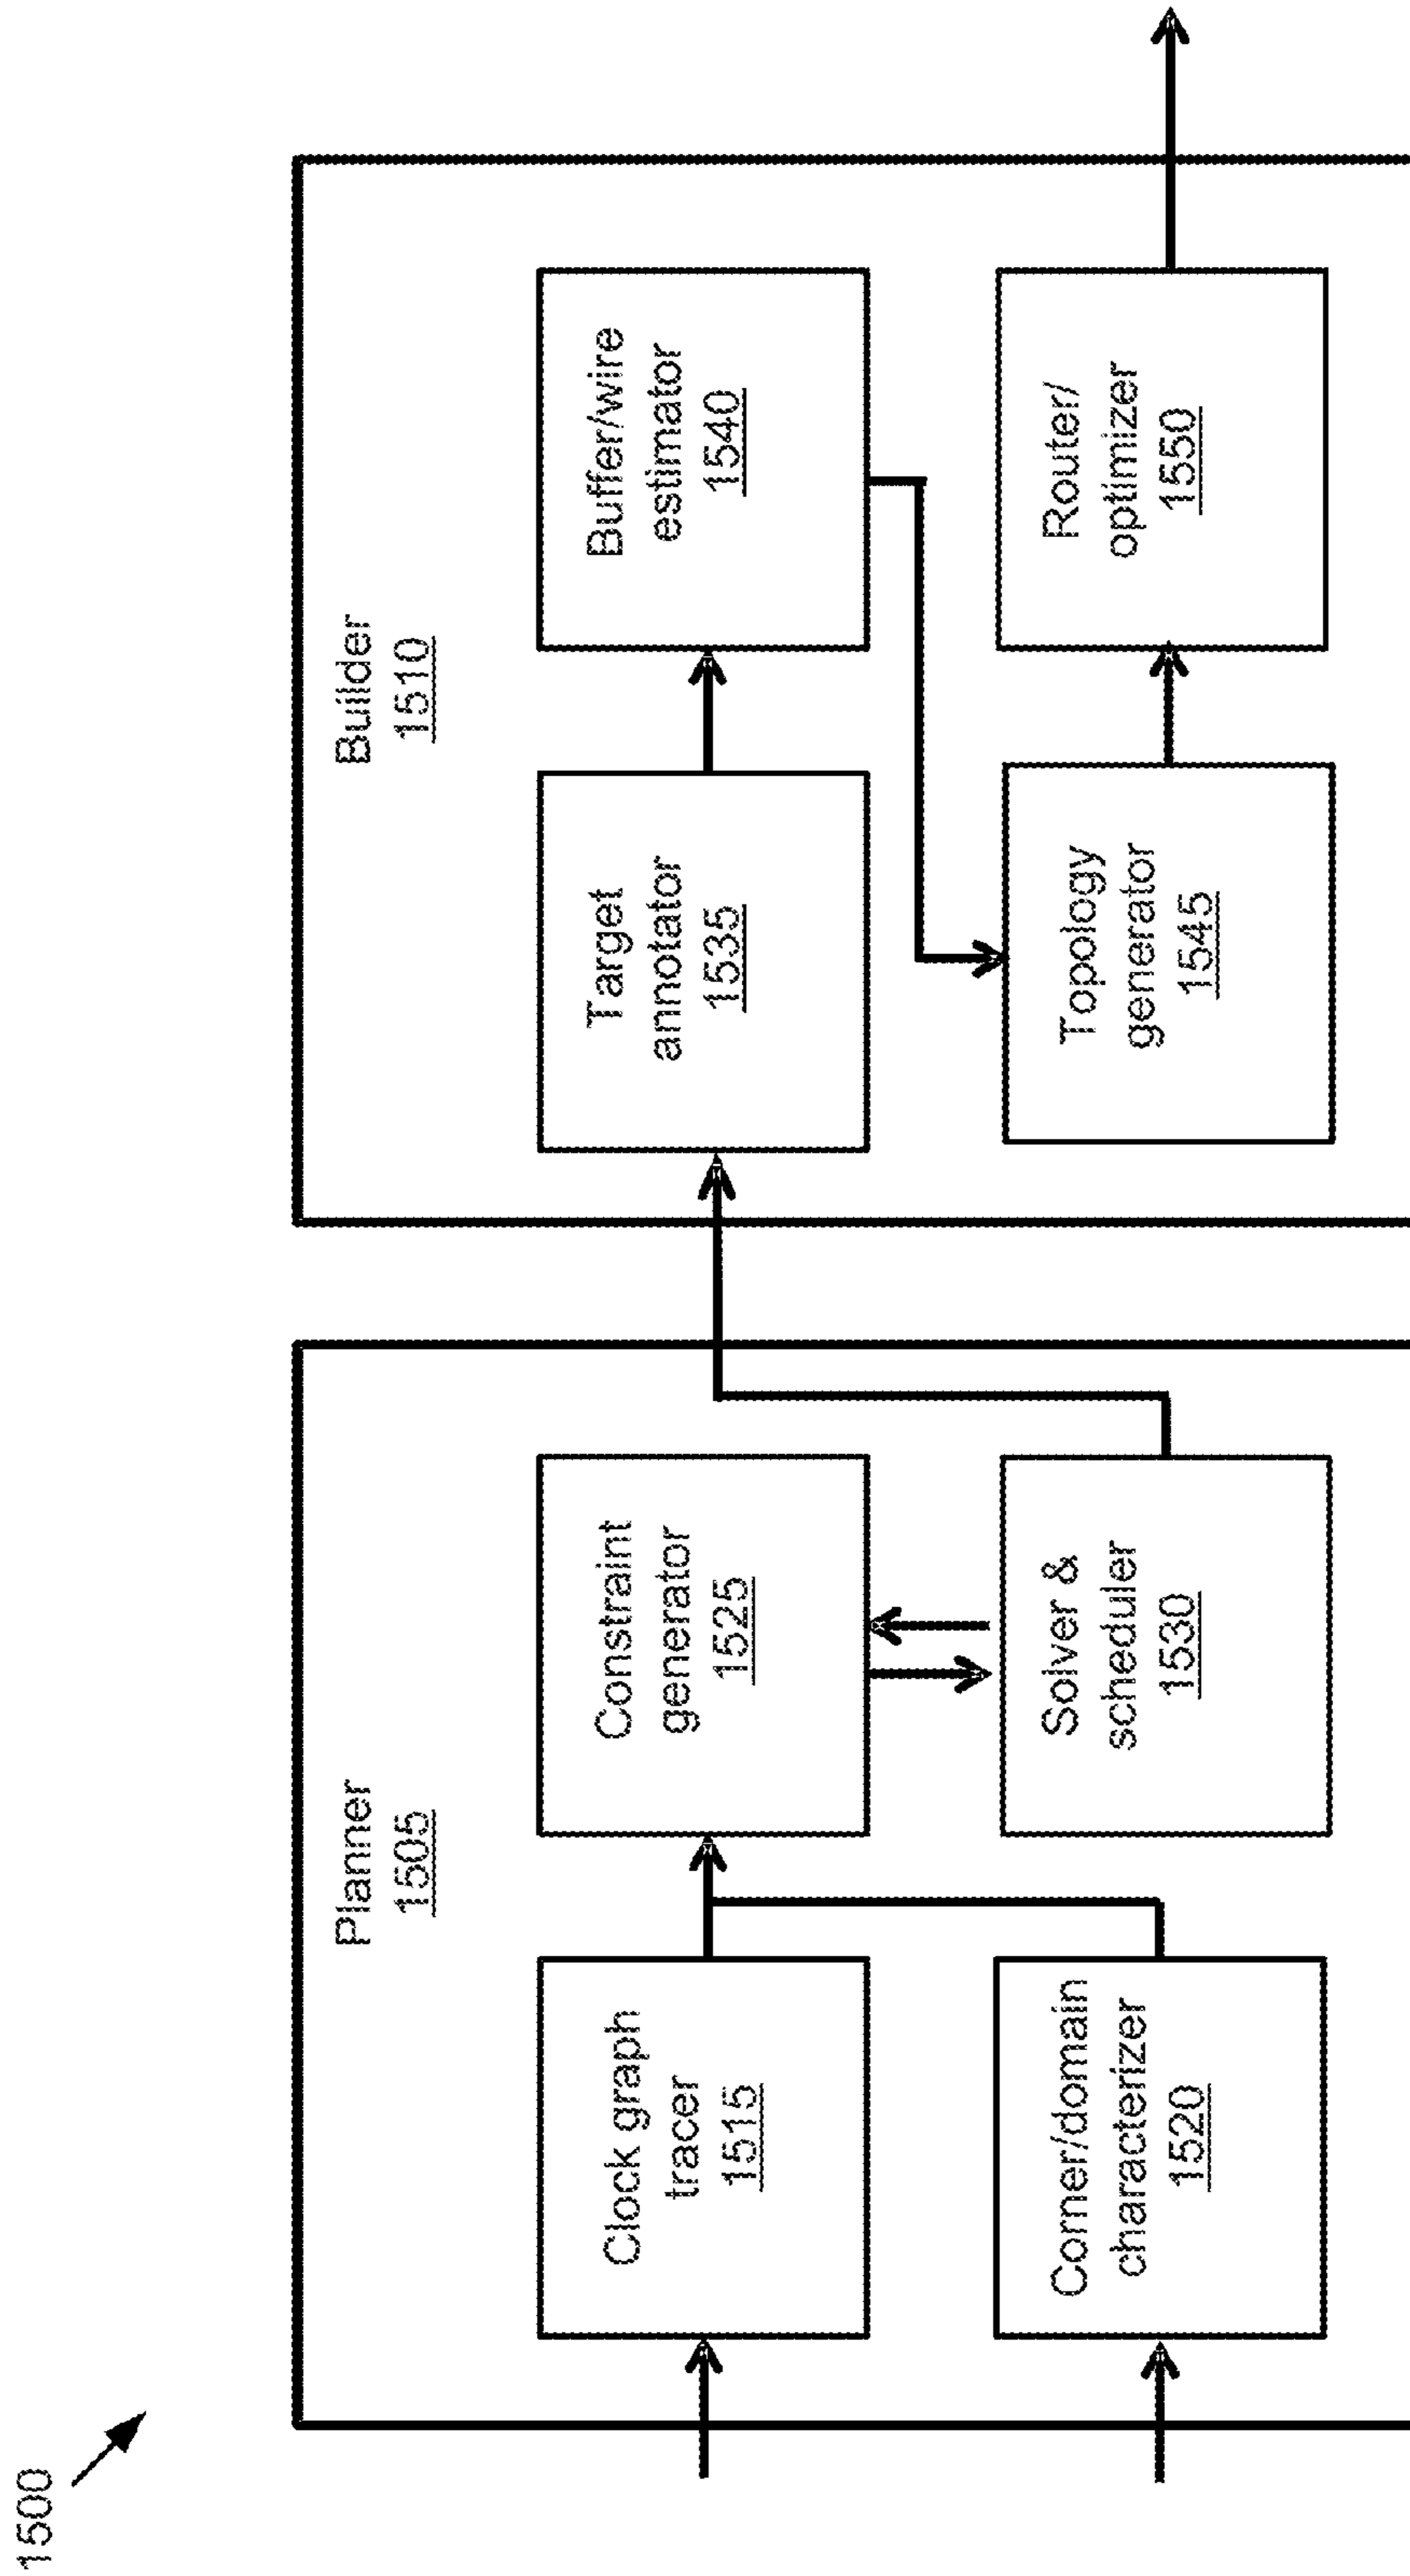 1500
Planner
1505
Clock graph
tracer
1515
Corner/domain
characterizer
1520
Constraint
generator
1525
Solver &
scheduler
1530
Builder
1510
Target
annotator
1535
Buffer/wire
estimator
1540
Topology
generator
1545
Router/
optimizer
1550